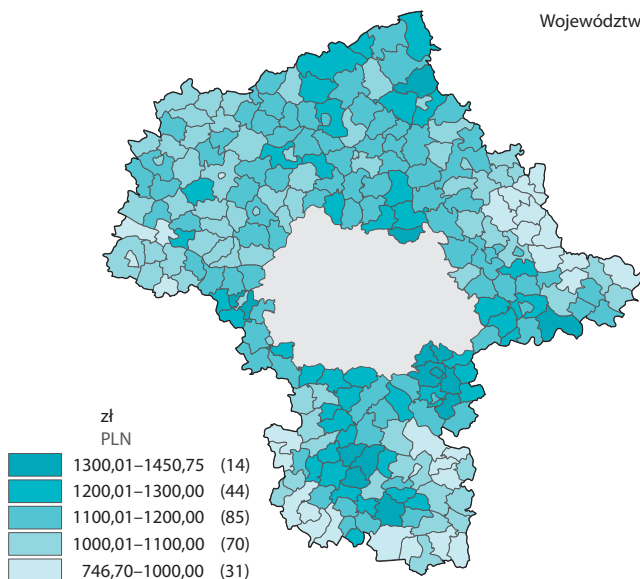 Województw
zł
PLN
1300,01–1450,75 (14)
1200,01–1300,00 (44)
1100,01–1200,00 (85)
1000,01–1100,00 (70)
746,70–1000,00 (31)